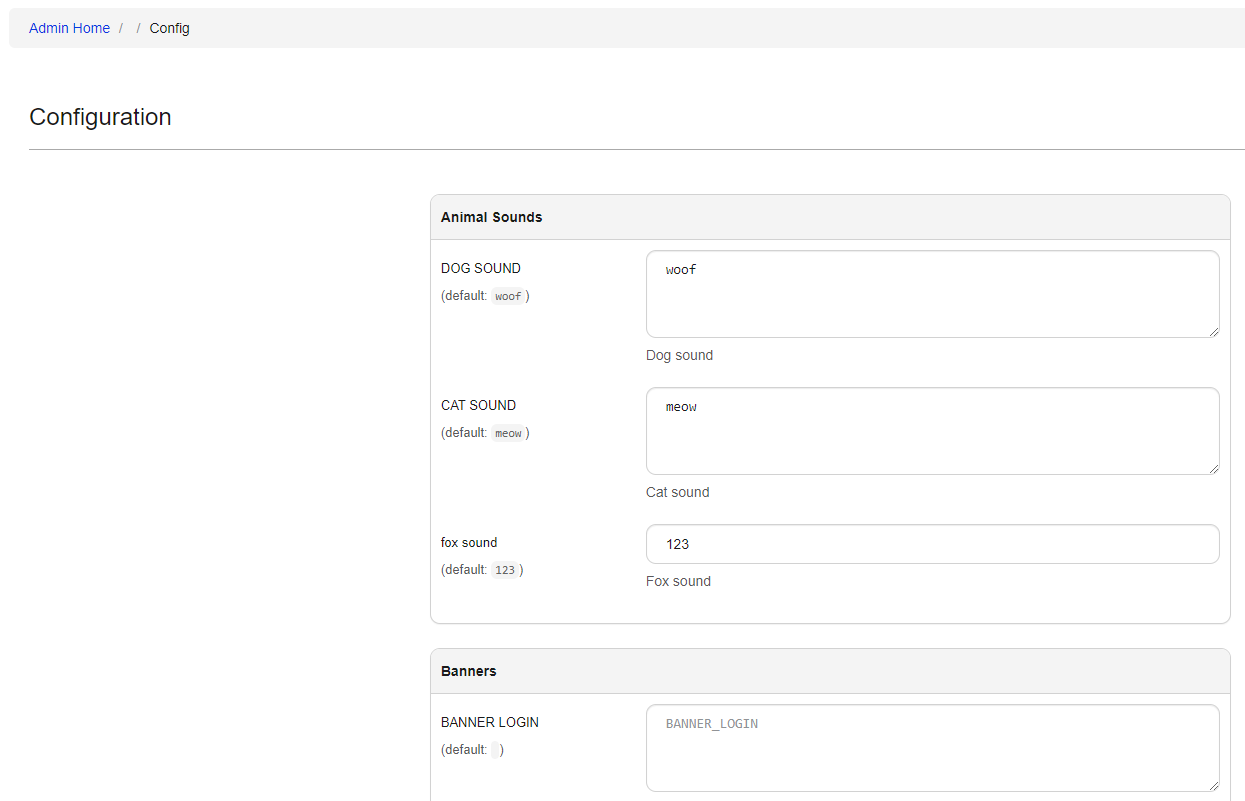 Admin Home / / Config
Configuration
Animal Sounds
DOG SOUND
(default: woof )
woof
Dog sound
CAT SOUND
(default: meow )
meow
Cat sound
fox sound
(default: 123 )
123
Fox sound
Banners
BANNER LOGIN
(default: )
BANNER_LOGIN